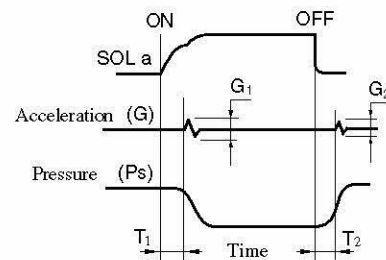 ON OFF
SOL a
G1 G2
Acceleration (G)
Pressure (Ps)
T1 Time T2